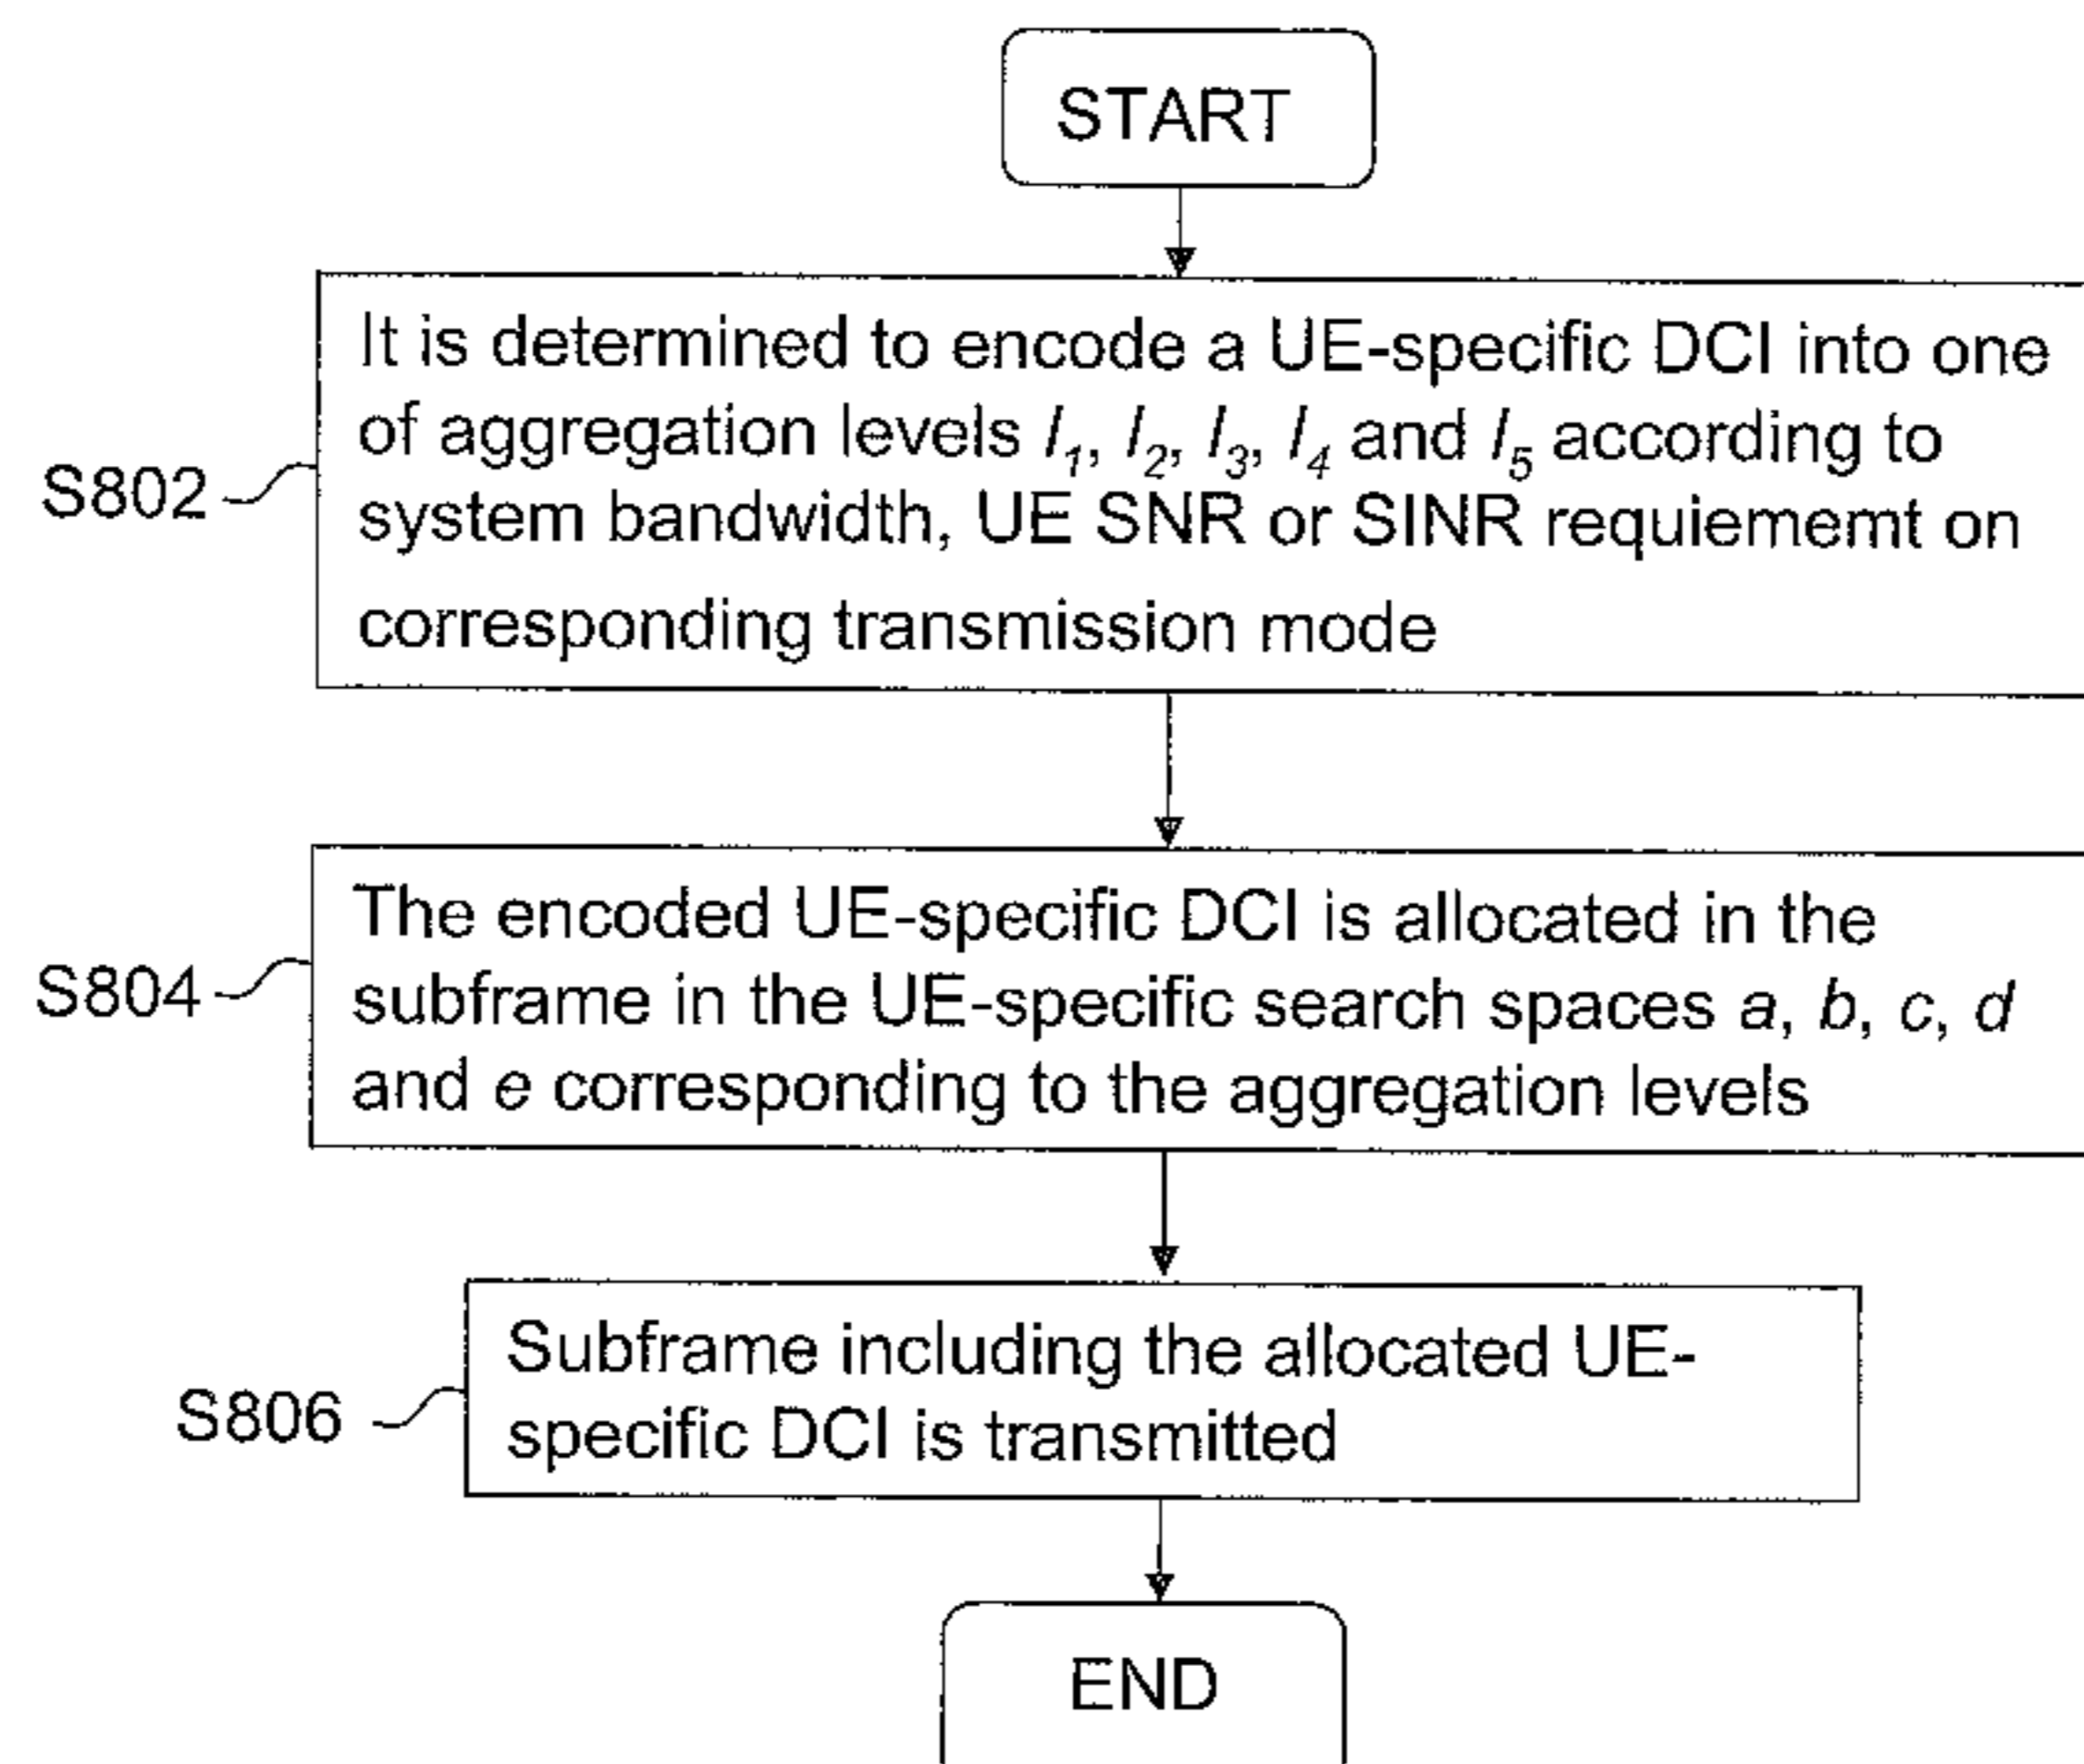 START
It is determined to encode a UE-specific DCI into one
of aggregation levels l1, l2, l3, l4 and l5 according to
S802
system bandwidth, UE SNR or SINR requiememt on
corresponding transmission mode
The encoded UE-specific DCI is allocated in the
S804
subframe in the UE-specific search spaces a, b, c, d
and e corresponding to the aggregation levels
Subframe including the allocated UE-
S806
specific DCI is transmitted
END